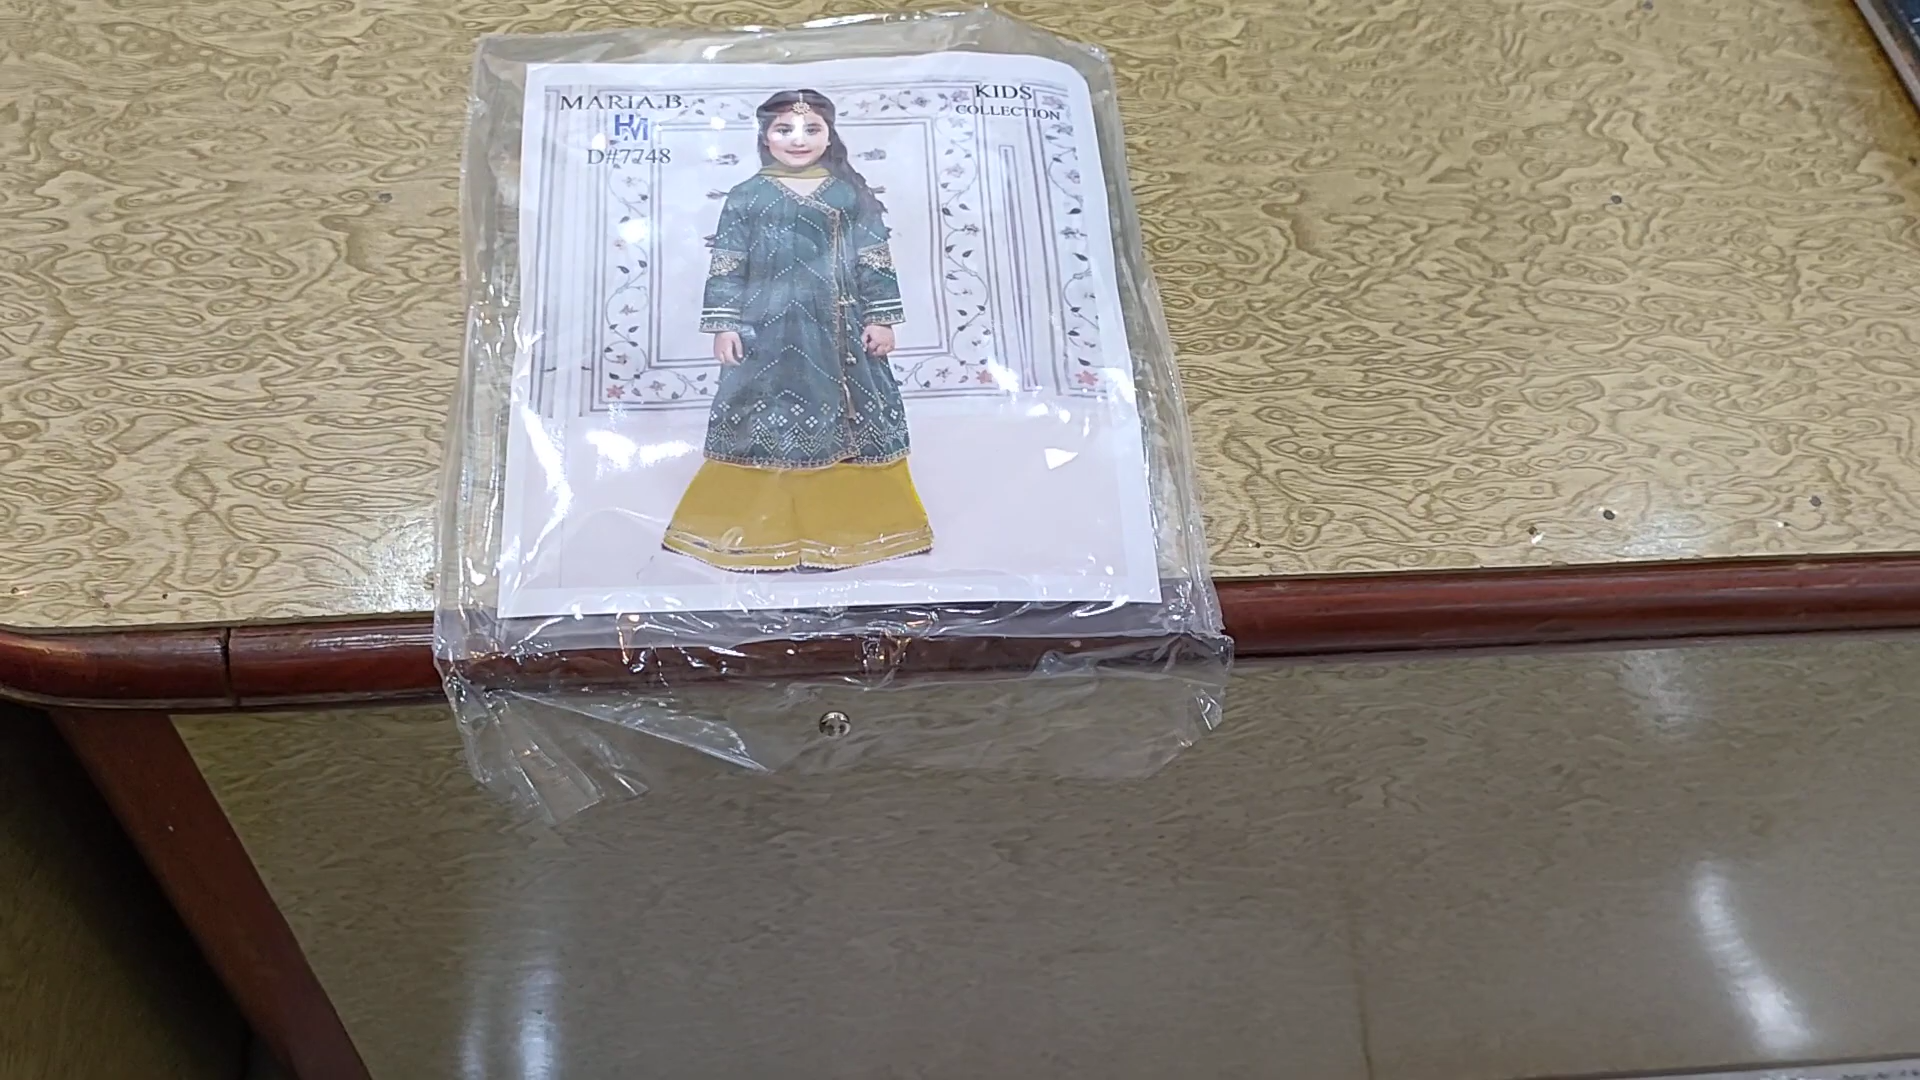 MARIA.B.
HM
D#7748
KIDS
COLLECTION